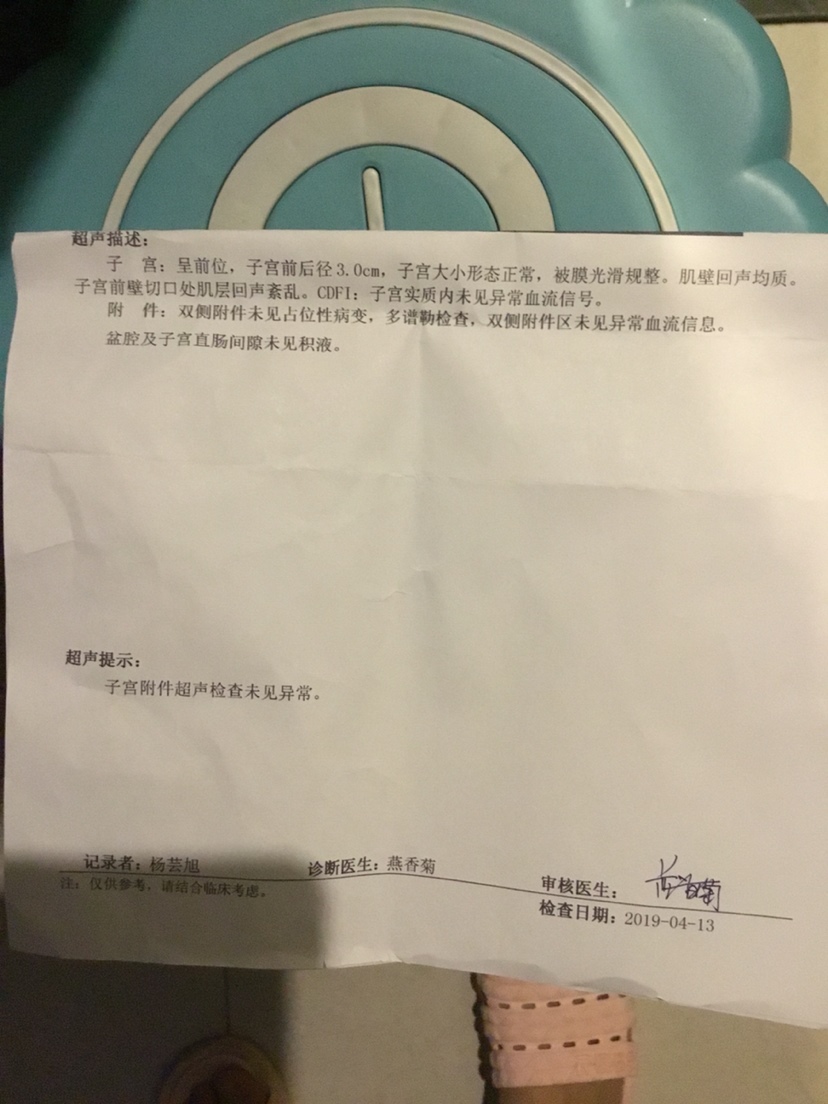 超声描述：
子 宫：呈前位，子宫前后径3.0cm，子宫大小形态正常，被膜光滑规整。肌壁回声均质。
子宫前壁切口处肌层回声紊乱。CDFI：子宫实质内未见异常血流信号。
附 件：双侧附件未见占位性病变，多谱勒检查，双侧附件区未见异常血流信息。
盆腔及子宫直肠间隙未见积液。
超声提示：
子宫附件超声检查未见异常。
记录者：杨芸旭 诊断医生：燕香菊 审核医生：
注：仅供参考，请结合临床考虑。
检查日期：2019-04-13